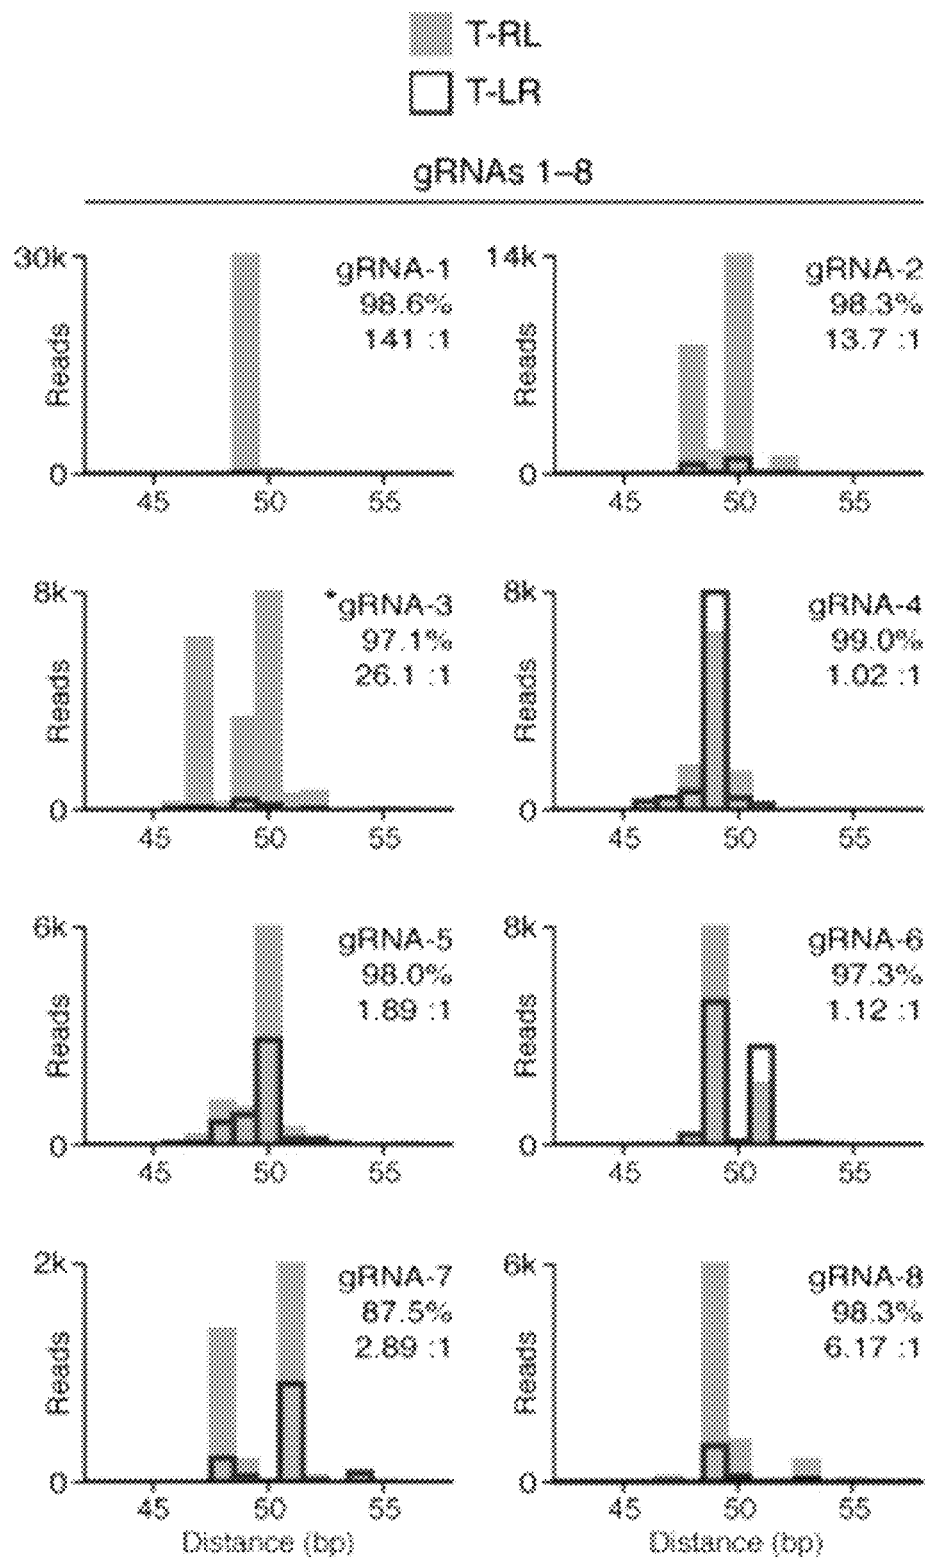 T-RL
T-LR
gRNAs 1–8
30k
gRNA-1
98.6%
141 :1
Reads
0
45 50 55
14k
gRNA-2
98.3%
13.7 :1
Reads
0
45 50 55
8k
*gRNA-3
97.1%
26.1 :1
Reads
0
45 50 55
8k
gRNA-4
99.0%
1.02 :1
Reads
0
45 50 55
6k
gRNA-5
98.0%
1.89 :1
Reads
0
45 50 55
8k
gRNA-6
97.3%
1.12 :1
Reads
0
45 50 55
2k
gRNA-7
87.5%
2.89 :1
Reads
0
45 50 55
Distance (bp)
6k
gRNA-8
98.3%
6.17 :1
Reads
0
45 50 55
Distance (bp)